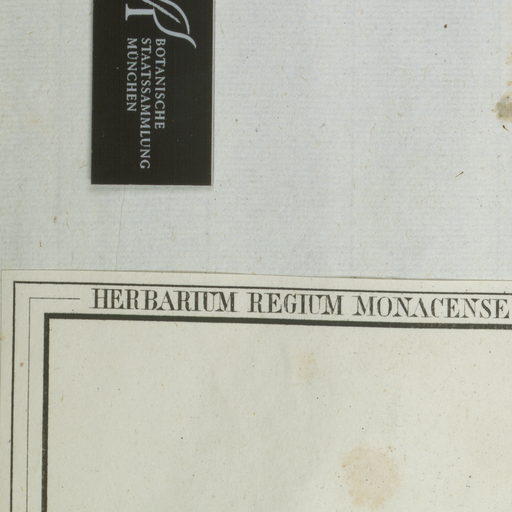 BOTANISCHE
STAATSSAMMLUNG
MÜNCHEN
HERBARIUM REGIUM MONACENSE